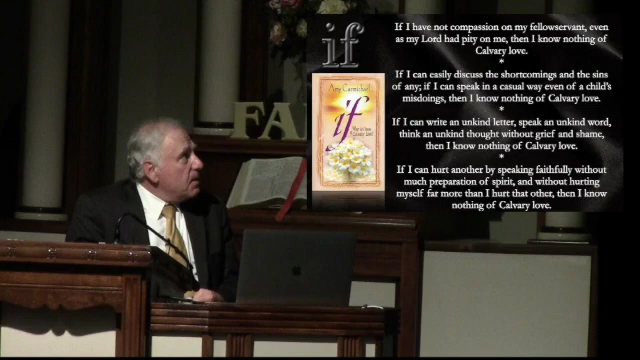 if
If I have not compassion on my fellowservant, even
as my Lord had pity on me, then I know nothing of
Calvary love.
*
If I can easily discuss the shortcomings and the sins
of any; if I can speak in a casual way even of a child's
misdoings, then I know nothing of Calvary love.
*
If I can write an unkind letter, speak an unkind word,
think an unkind thought without grief and shame,
then I know nothing of Calvary love.
*
If I can hurt another by speaking faithfully without
much preparation of spirit, and without hurting
myself far more than I hurt that other, then I know
nothing of Calvary love.
Amy Carmichael
if
FA